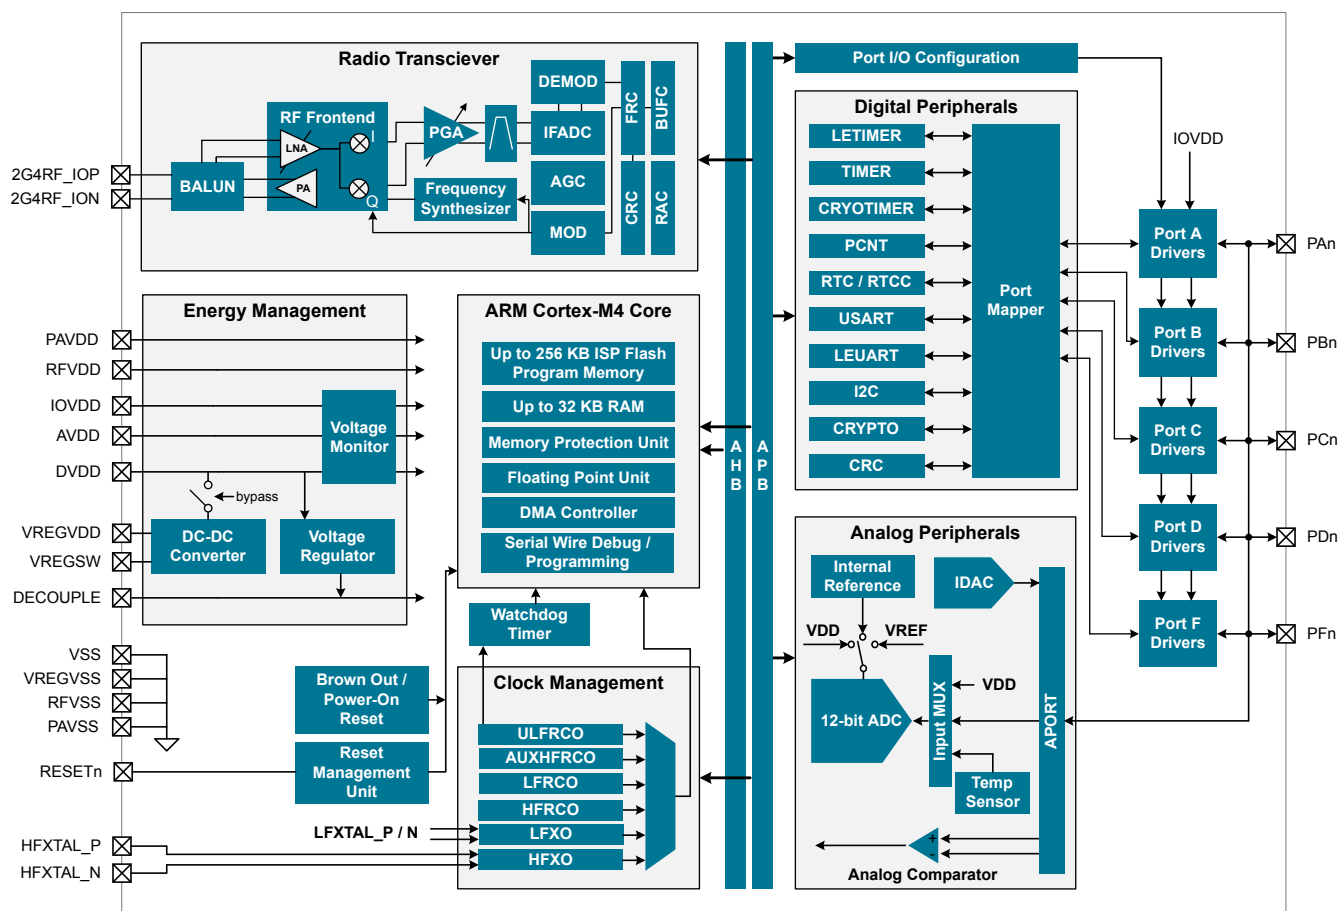 Radio Transciever
RF Frontend
LNA
PA
I
Q
BALUN
PGA
DEMOD
IFADC
AGC
MOD
Frequency
Synthesizer
FRC
BUFC
CRC
RAC
2G4RF_IOP
2G4RF_ION
Energy Management
PAVDD
RFVDD
IOVDD
AVDD
DVDD
Voltage
Monitor
bypass
VREGVDD
VREGSW
DC-DC
Converter
Voltage
Regulator
DECOUPLE
VSS
VREGVSS
RFVSS
PAVSS
RESETn
HFXTAL_P
HFXTAL_N
Brown Out /
Power-On
Reset
Reset
Management
Unit
LFXTAL_P / N
ARM Cortex-M4 Core
Up to 256 KB ISP Flash
Program Memory
Up to 32 KB RAM
Memory Protection Unit
Floating Point Unit
DMA Controller
Serial Wire Debug /
Programming
Watchdog
Timer
Clock Management
ULFRCO
AUXHFRCO
LFRCO
HFRCO
LFXO
HFXO
AHB
APB
Port I/O Configuration
Digital Peripherals
LETIMER
TIMER
CRYOTIMER
PCNT
RTC / RTCC
USART
LEUART
I2C
CRYPTO
CRC
Port
Mapper
Analog Peripherals
Internal
Reference
IDAC
VDD
VREF
12-bit ADC
Input MUX
VDD
Temp
Sensor
APORT
+
-
Analog Comparator
IOVDD
Port A
Drivers
Port B
Drivers
Port C
Drivers
Port D
Drivers
Port F
Drivers
PAn
PBn
PCn
PDn
PFn